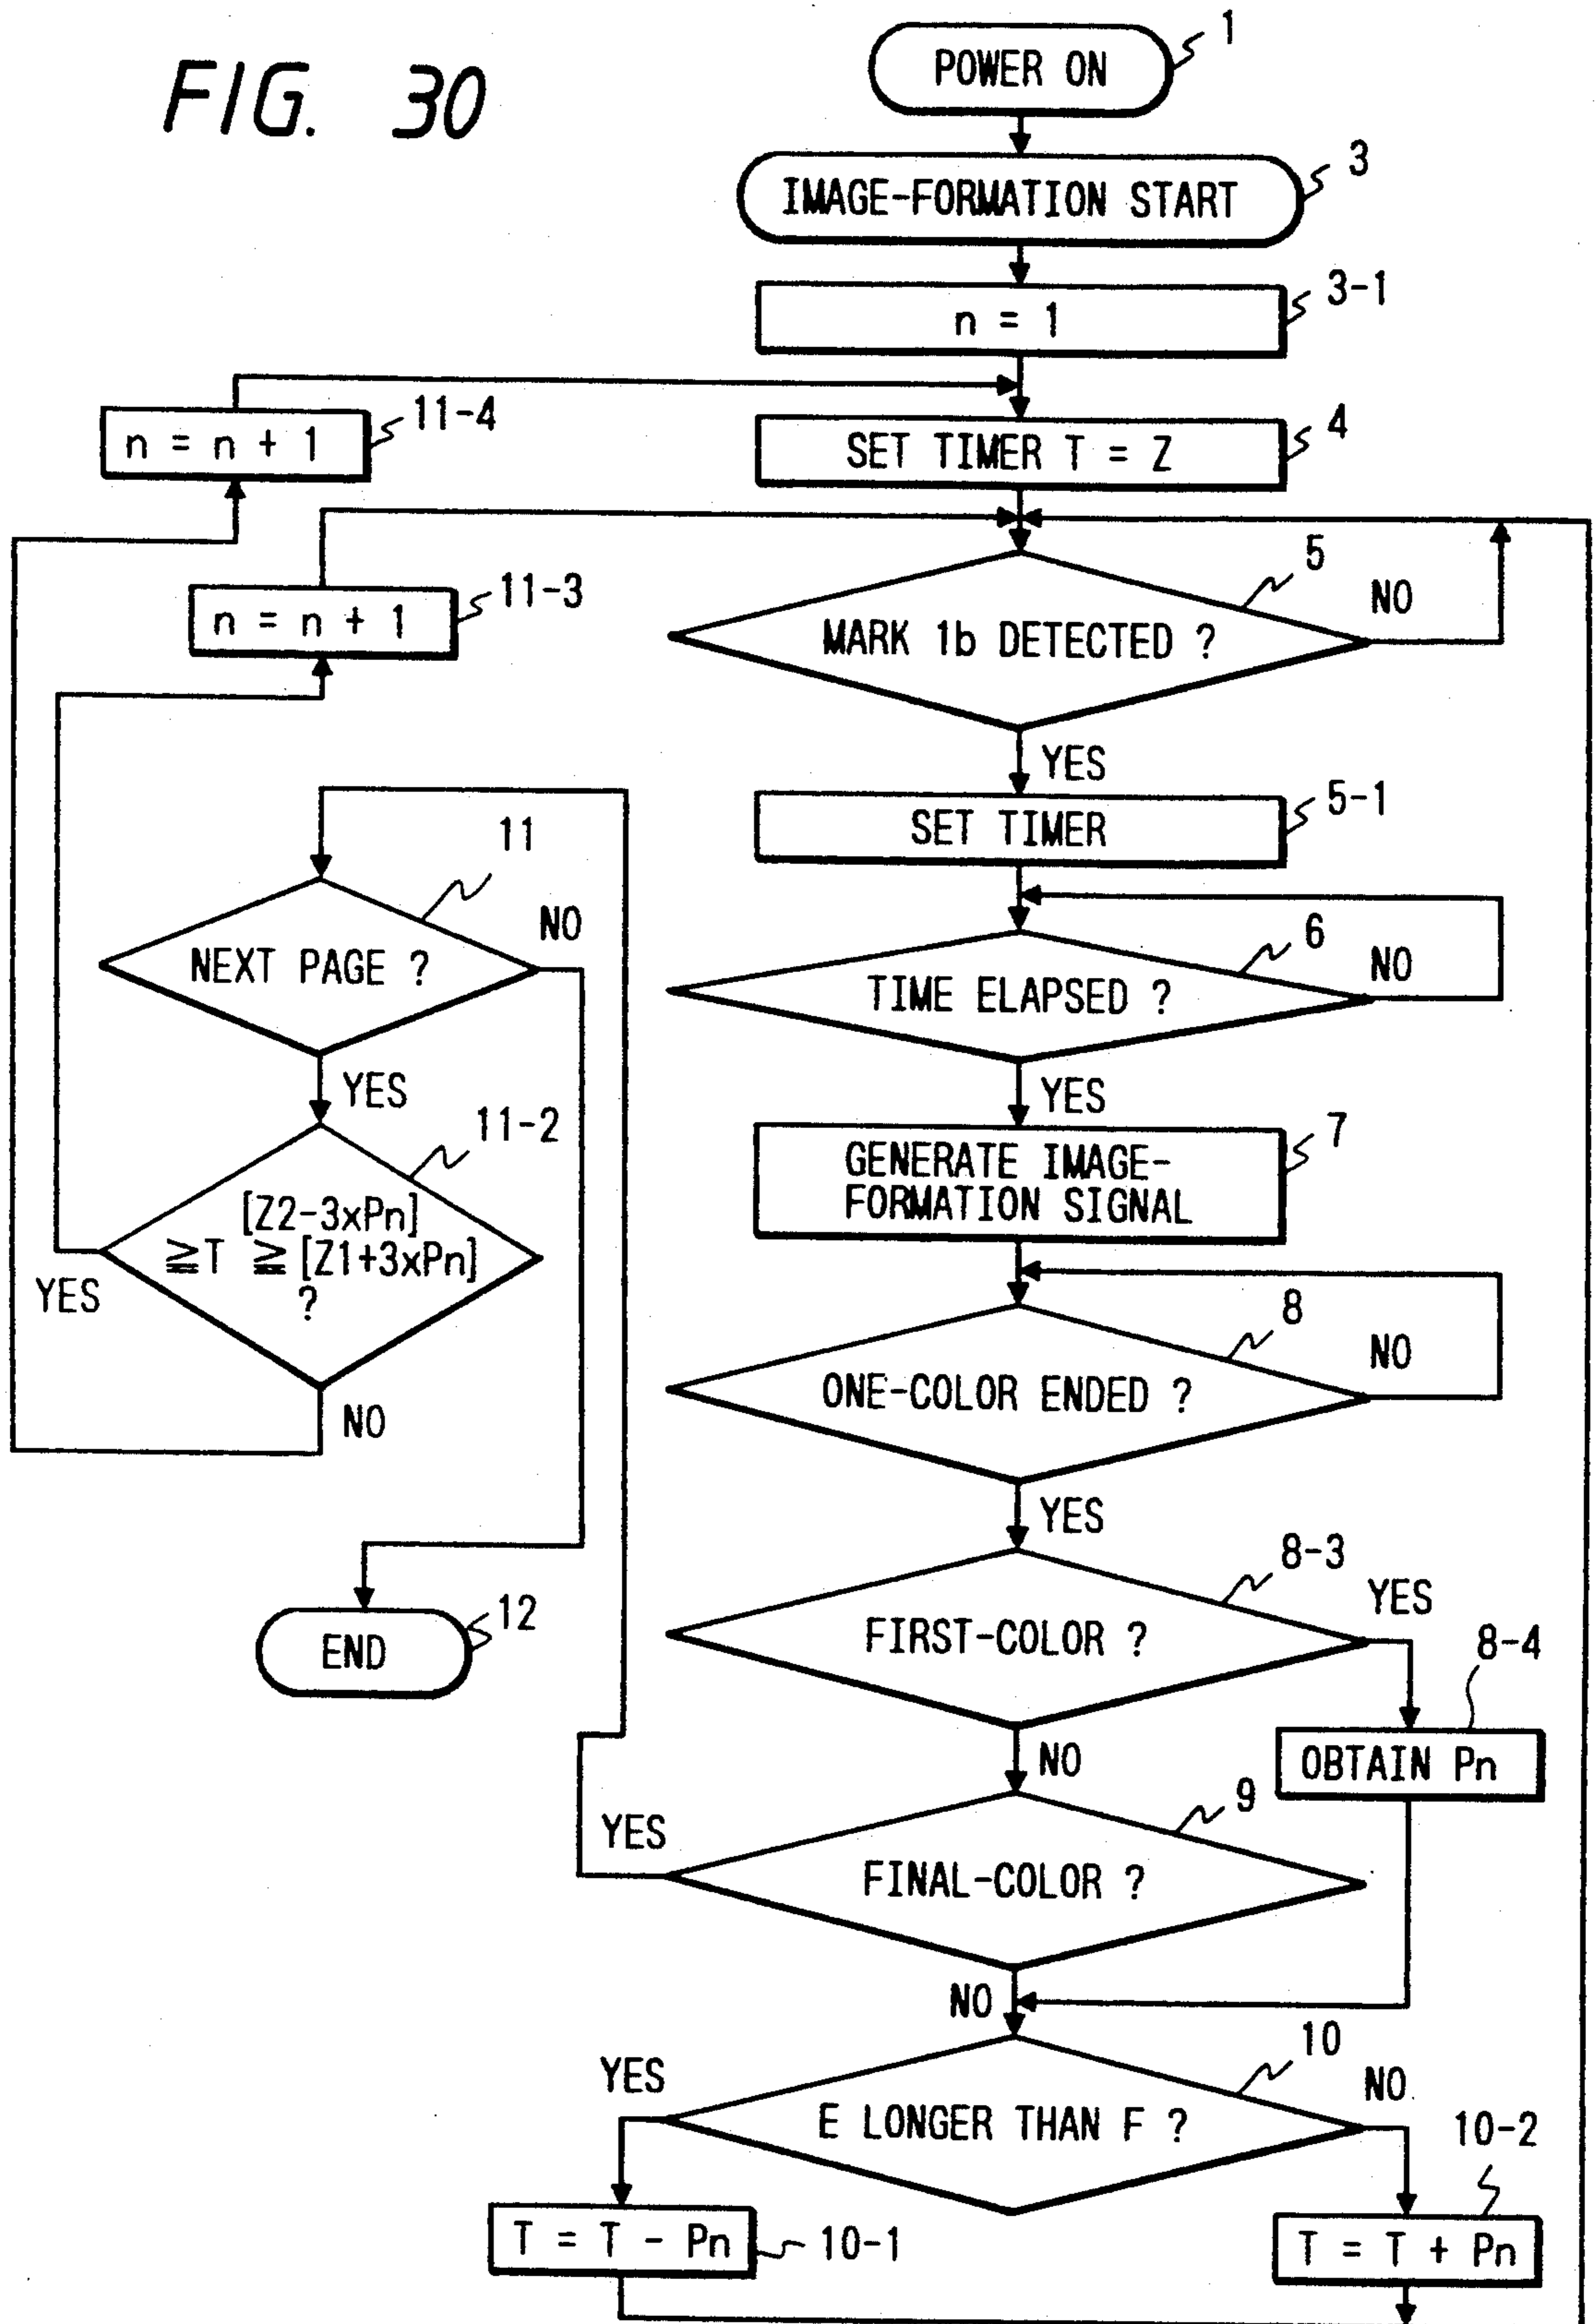 FIG. 30
POWER ON
1
IMAGE-FORMATION START
3
n = 1
3-1
n = n + 1
11-4
SET TIMER T = Z
4
n = n + 1
11-3
MARK 1b DETECTED ?
5
NO
YES
SET TIMER
5-1
TIME ELAPSED ?
6
NO
YES
GENERATE IMAGE-
FORMATION SIGNAL
7
ONE-COLOR ENDED ?
8
NO
YES
FIRST-COLOR ?
8-3
YES
OBTAIN Pn
8-4
NO
FINAL-COLOR ?
9
YES
NO
E LONGER THAN F ?
10
YES
NO
T = T - Pn
10-1
T = T + Pn
10-2
NEXT PAGE ?
11
NO
YES
[Z2-3xPn]
≧T ≧[Z1+3xPn]
?
11-2
YES
NO
END
12